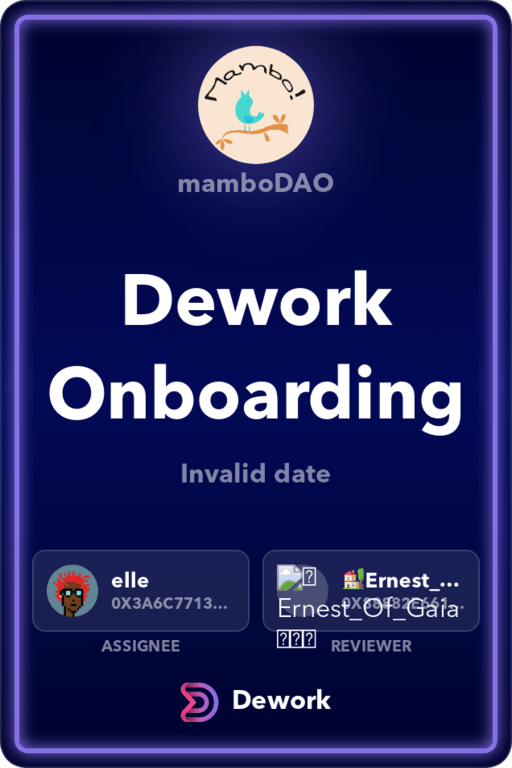 Mambo!
mamboDAO
Dework
Onboarding
Invalid date
elle
0X3A6C7713...
ASSIGNEE
🏡Ernest_...
Ernest_Of_Gaia
REVIEWER
Dework